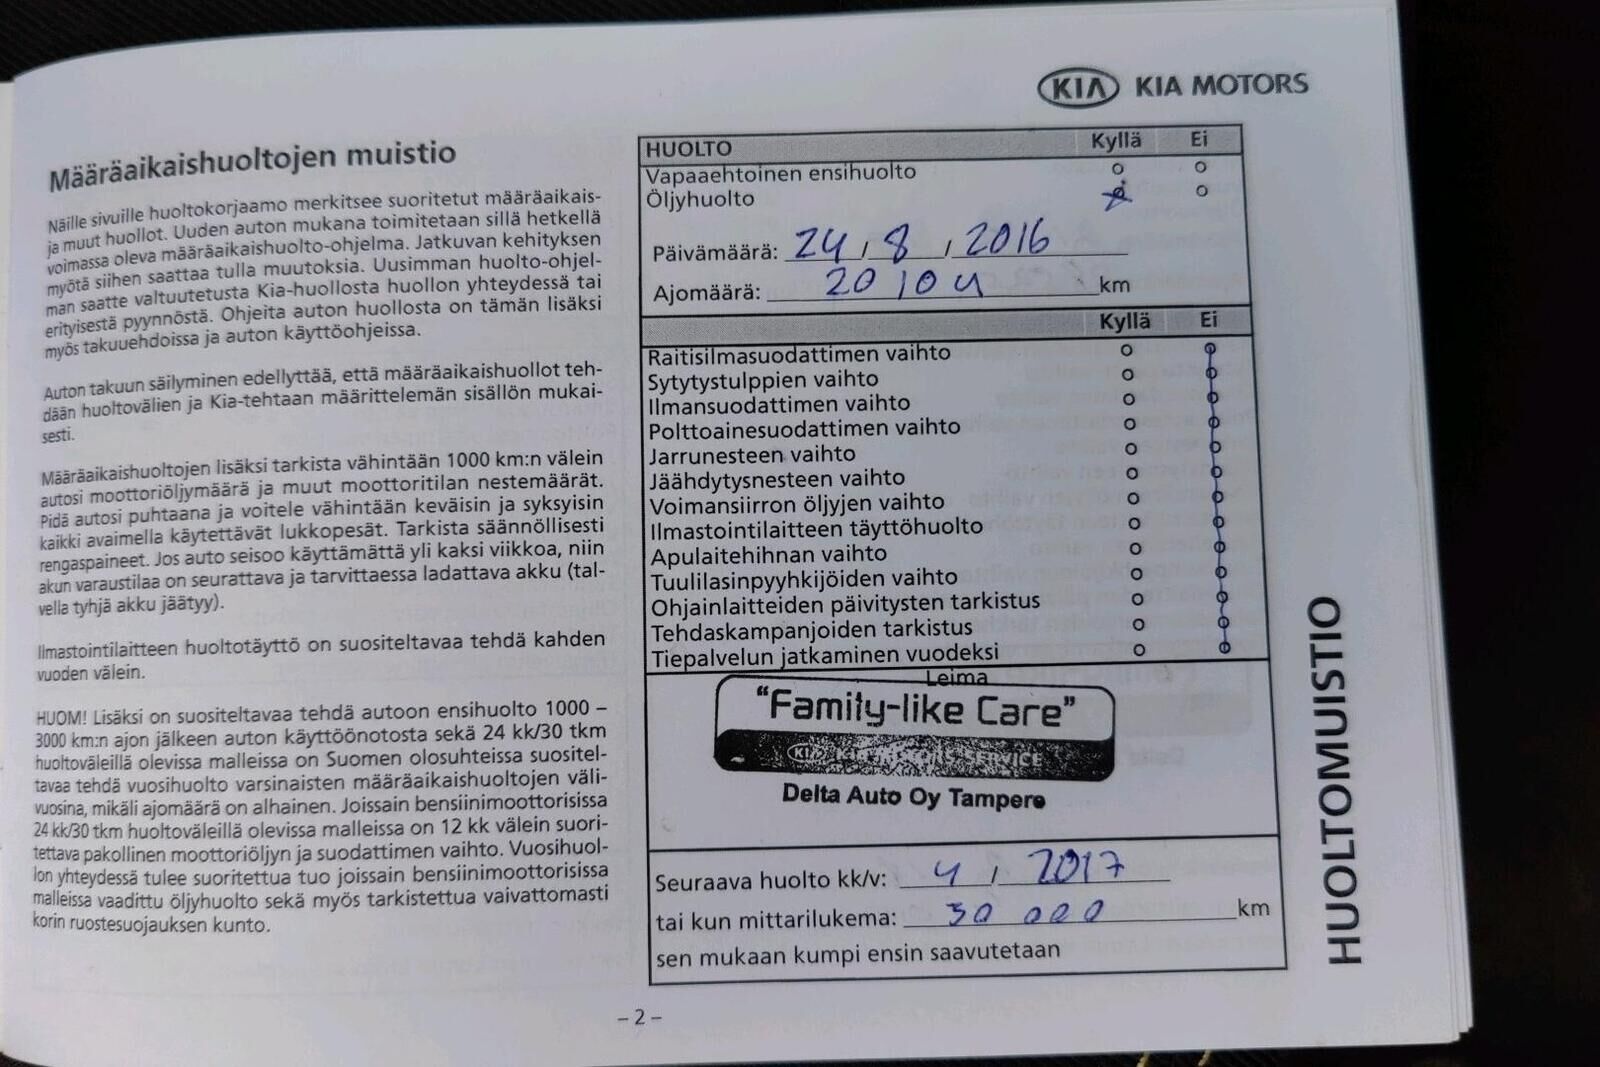 KIA KIA MOTORS
Määräaikaishuoltojen muistio
Näille sivuille huoltokorjaamo merkitsee suoritetut määräaikais-
ja muut huollot. Uuden auton mukana toimitetaan sillä hetkellä
voimassa oleva määräaikaishuolto-ohjelma. Jatkuvan kehityksen
myötä siihen saattaa tulla muutoksia. Uusimman huolto-ohjel-
man saatte valtuutetusta Kia-huollosta huollon yhteydessä tai
erityisestä pyynnöstä. Ohjeita auton huollosta on tämän lisäksi
myös takuuehdoissa ja auton käyttöohjeissa.
Auton takuun säilyminen edellyttää, että määräaikaishuollot teh-
dään huoltovälien ja Kia-tehtaan määrittelemän sisällön mukai-
sesti.
Määräaikaishuoltojen lisäksi tarkista vähintään 1000 km:n välein
autosi moottoriöljymäärä ja muut moottoritilan nestemäärät.
Pidä autosi puhtaana ja voitele vähintään keväisin ja syksyisin
kaikki avaimella käytettävät lukkopesät. Tarkista säännöllisesti
rengaspaineet. Jos auto seisoo käyttämättä yli kaksi viikkoa, niin
akun varaustilaa on seurattava ja tarvittaessa ladattava akku (tal-
vella tyhjä akku jäätyy).
Ilmastointilaitteen huoltotäyttö on suositeltavaa tehdä kahden
vuoden välein.
HUOM! Lisäksi on suositeltavaa tehdä autoon ensihuolto 1000 –
3000 km:n ajon jälkeen auton käyttöönotosta sekä 24 kk/30 tkm
huoltoväleillä olevissa malleissa on Suomen olosuhteissa suositel-
tavaa tehdä vuosihuolto varsinaisten määräaikaishuoltojen väli-
vuosina, mikäli ajomäärä on alhainen. Joissain bensiinimoottorisissa
24 kk/30 tkm huoltoväleillä olevissa malleissa on 12 kk välein suori-
tettava pakollinen moottoriöljyn ja suodattimen vaihto. Vuosihuol-
lon yhteydessä tulee suoritettua tuo joissain bensiinimoottorisissa
malleissa vaadittu öljyhuolto sekä myös tarkistettua vaivattomasti
korin ruostesuojauksen kunto.
HUOLTO Kyllä Ei
Vapaaehtoinen ensihuolto
Öljyhuolto
Päivämäärä: 24 / 8 / 2016
Ajomäärä: 20104 km
Kyllä Ei
Raitisilmasuodattimen vaihto
Sytytystulppien vaihto
Ilmansuodattimen vaihto
Polttoainesuodattimen vaihto
Jarrunesteen vaihto
Jäähdytysnesteen vaihto
Voimansiirron öljyjen vaihto
Ilmastointilaitteen täyttöhuolto
Apulaitehihnan vaihto
Tuulilasinpyyhkijöiden vaihto
Ohjainlaitteiden päivitysten tarkistus
Tehdaskampanjoiden tarkistus
Tiepalvelun jatkaminen vuodeksi
Leima
"Family-like Care"
KIA KIA MOTORS SERVICE
Delta Auto Oy Tampere
Seuraava huolto kk/v: 4 / 2017
tai kun mittarilukema: 30 000 km
sen mukaan kumpi ensin saavutetaan
HUOLTOMUISTIO
– 2 –